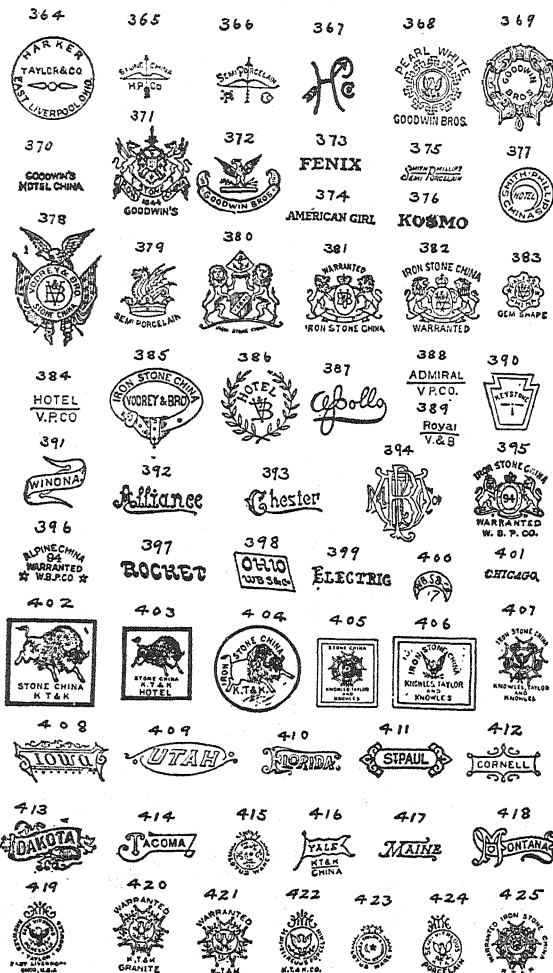 364 365 366 367 368 369
HARKER
TAYLOR & CO.
EAST LIVERPOOL OHIO.
STONE CHINA
H.P. CO
SEMI PORCELAIN
PEARL WHITE
GOODWIN BROS.
GOODWIN
BROS
370 371 372 373 375 377
GOODWIN'S
HOTEL CHINA
STONE
1844
GOODWIN'S
GOODWIN BROS.
FENIX
374
AMERICAN GIRL
SMITH PHILLIPS
SEMI PORCELAIN
376
KOSMO
SMITH-PHILLIPS
HOTEL
CHINA
378 379 380 381 382 383
VODREY & BRO
STONE CHINA
SEMI PORCELAIN
IRON STONE CHINA
WARRANTED
IRON STONE CHINA
IRON STONE CHINA
WARRANTED
GEM SHAPE
384 385 386 387 388 390
HOTEL
V.P.CO
IRON STONE CHINA
VODREY & BRO
HOTEL
Apollo
ADMIRAL
V P.CO.
389
Royal
V.& B
KEYSTONE
391 392 393 394 395
WINONA
Alliance
Chester
IRON STONE CHINA
94
WARRANTED
W. B. P. CO.
396 397 398 399 400 401
ALPINE CHINA
94
WARRANTED
W.B.P.CO
ROCKET
OHIO
W B S & Co
ELECTRIC
W.B.S.&
'17
CHICAGO
402 403 404 405 406 407
STONE CHINA
K T & K
STONE CHINA
K.T & K
HOTEL
IRON STONE CHINA
K.T.& K.
STONE CHINA
KNOWLES, TAYLOR
AND
KNOWLES
IRON STONE CHINA
KNOWLES, TAYLOR
AND
KNOWLES
IRON STONE CHINA
KNOWLES, TAYLOR
AND
KNOWLES
408 409 410 411 412
IOWA
UTAH
FLORIDA
ST PAUL
CORNELL
413 414 415 416 417 418
DAKOTA
TACOMA
YALE
KT & K
CHINA
MAINE
MONTANA
419 420 421 422 423 424 425
EAST LIVERPOOL
OHIO, U.S.A
WARRANTED
K.T & K
GRANITE
WARRANTED
K.T & K
K.T & K.CO.
WARRANTED IRON STONE CHINA
K.T & K